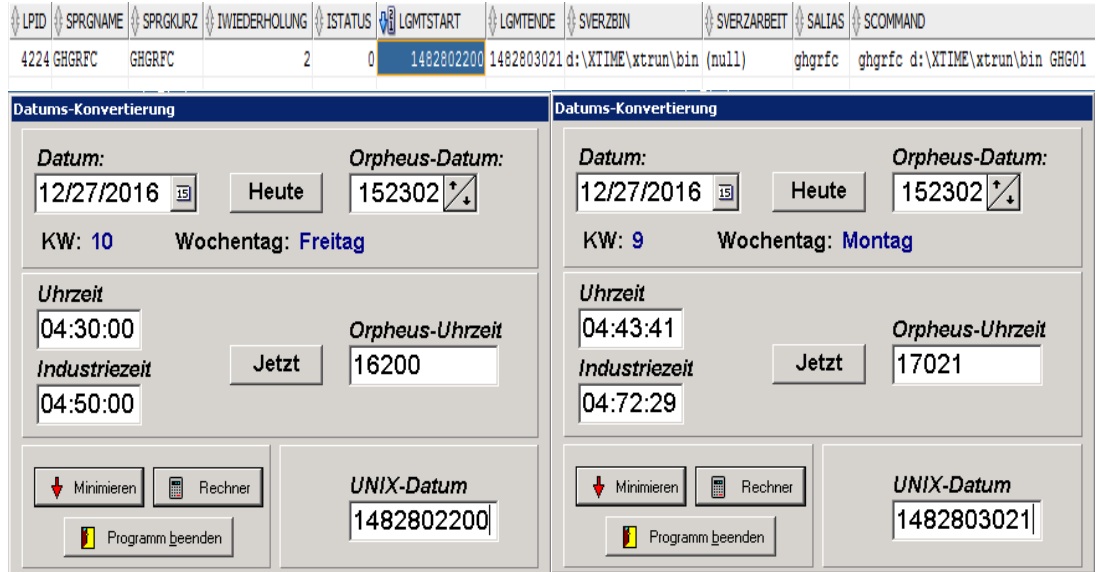 LPID SPRGNAME SPRGKURZ IWIEDERHOLUNG ISTATUS LGMTSTART LGMTENDE SVERZBIN SVERZARBEIT SALIAS SCOMMAND
4224 GHGRFC GHGRFC 2 0 1482802200 1482803021 d:\XTIME\xtrun\bin (null) ghgrfc ghgrfc d:\XTIME\xtrun\bin GHG01
Datums-Konvertierung
Datum: Orpheus-Datum:
12/27/2016 15 Heute 152302
KW: 10 Wochentag: Freitag
Uhrzeit
04:30:00 Orpheus-Uhrzeit
Industriezeit Jetzt 16200
04:50:00
Minimieren Rechner UNIX-Datum
Programm beenden 1482802200
Datums-Konvertierung
Datum: Orpheus-Datum:
12/27/2016 15 Heute 152302
KW: 9 Wochentag: Montag
Uhrzeit
04:43:41 Orpheus-Uhrzeit
Industriezeit Jetzt 17021
04:72:29
Minimieren Rechner UNIX-Datum
Programm beenden 1482803021